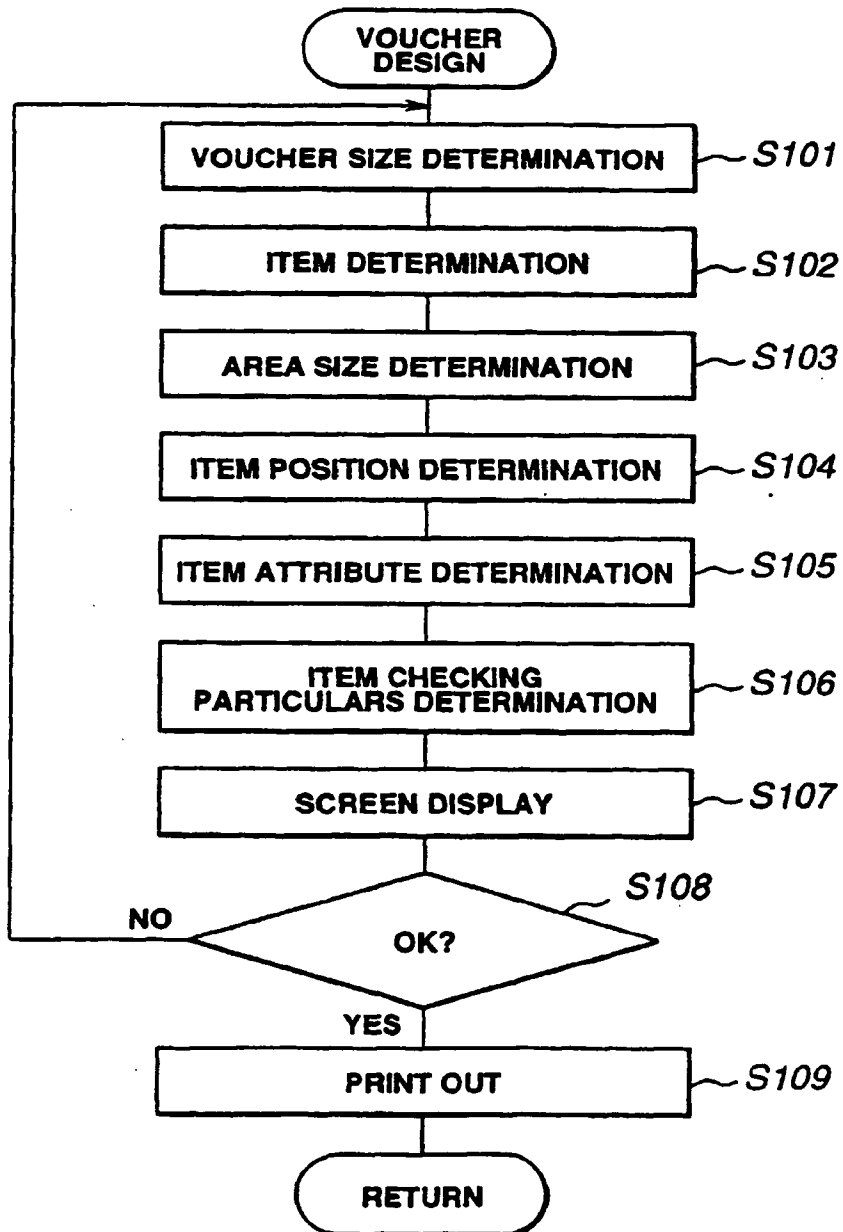 VOUCHER
DESIGN
VOUCHER SIZE DETERMINATION
S101
ITEM DETERMINATION
S102
AREA SIZE DETERMINATION
S103
ITEM POSITION DETERMINATION
S104
ITEM ATTRIBUTE DETERMINATION
S105
ITEM CHECKING
PARTICULARS DETERMINATION
S106
SCREEN DISPLAY
S107
S108
NO
OK?
YES
PRINT OUT
S109
RETURN